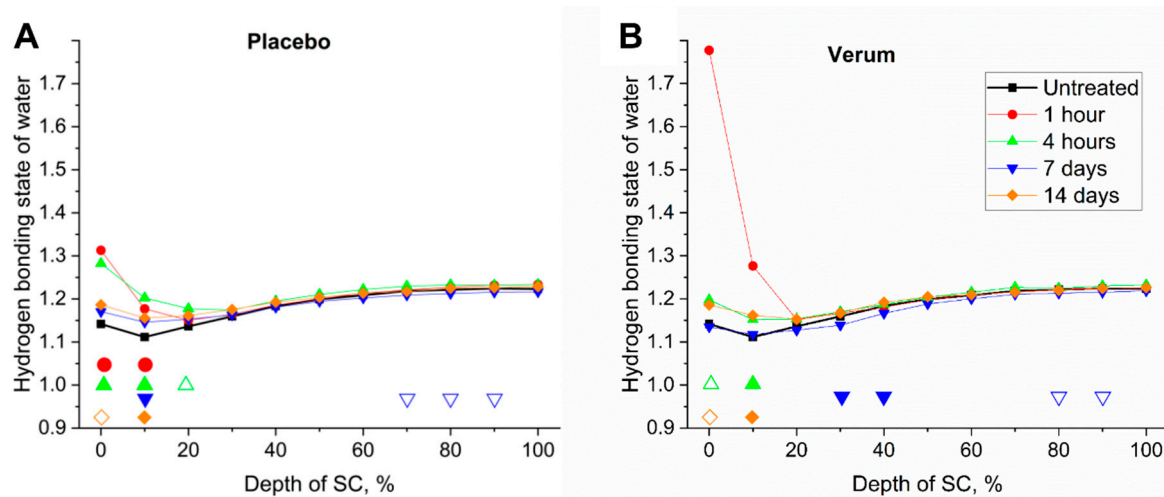 A
Placebo
Hydrogen bonding state of water
1.7
1.6
1.5
1.4
1.3
1.2
1.1
1.0
0.9
0
20
40
60
80
100
Depth of SC, %
B
Verum
Hydrogen bonding state of water
1.7
1.6
1.5
1.4
1.3
1.2
1.1
1.0
0.9
0
20
40
60
80
100
Depth of SC, %
Untreated
1 hour
4 hours
7 days
14 days